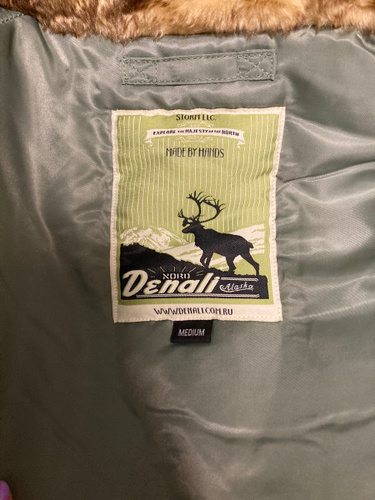 STORM LLC.
EXPLORE THE MAJESTY OF THE NORTH
MADE BY HANDS
NORD
Denali
Alaska
WWW.DENALI.COM.RU
MEDIUM